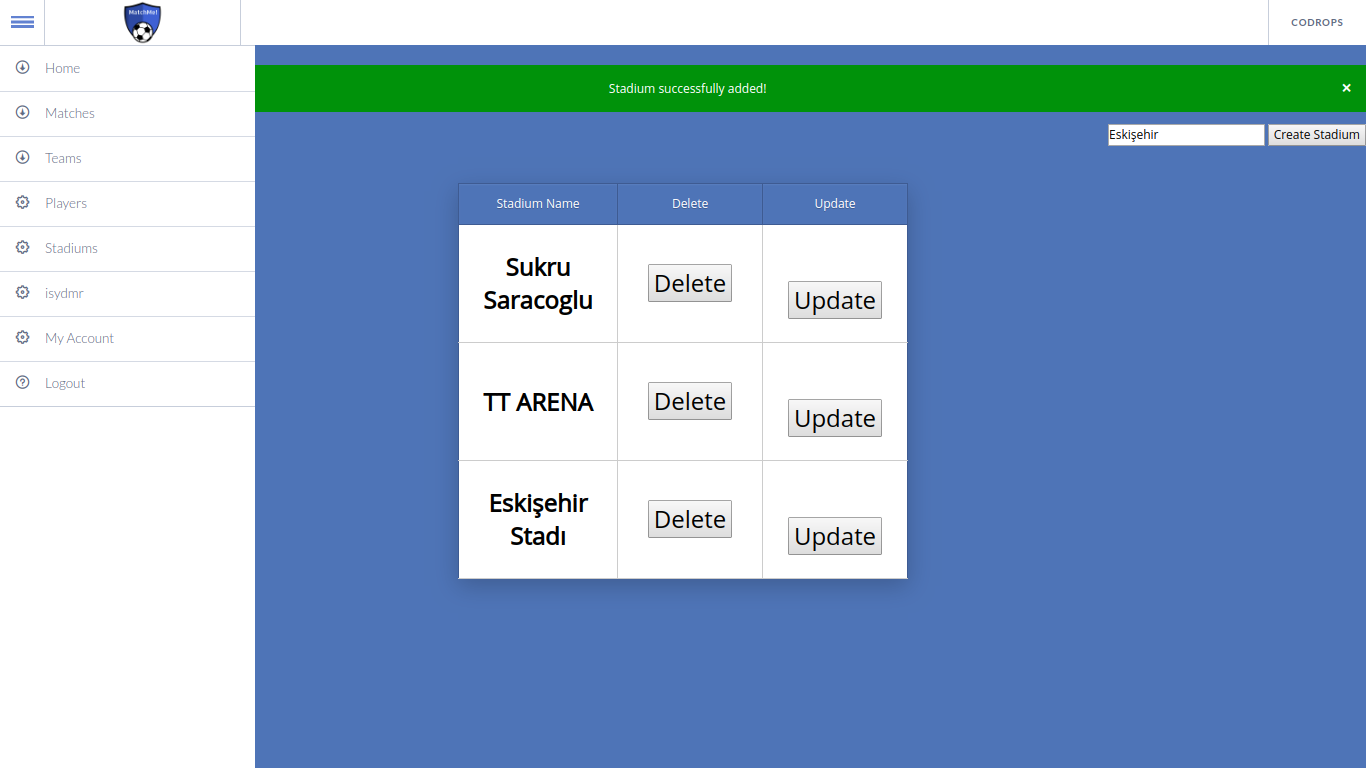 MatchMe!
CODROPS
Home
Matches
Teams
Players
Stadiums
isydmr
My Account
Logout
Stadium successfully added! ×
Eskişehir Create Stadium
Stadium Name Delete Update
Sukru
Saracoglu
Delete
Update
TT ARENA
Delete
Update
Eskişehir
Stadı
Delete
Update